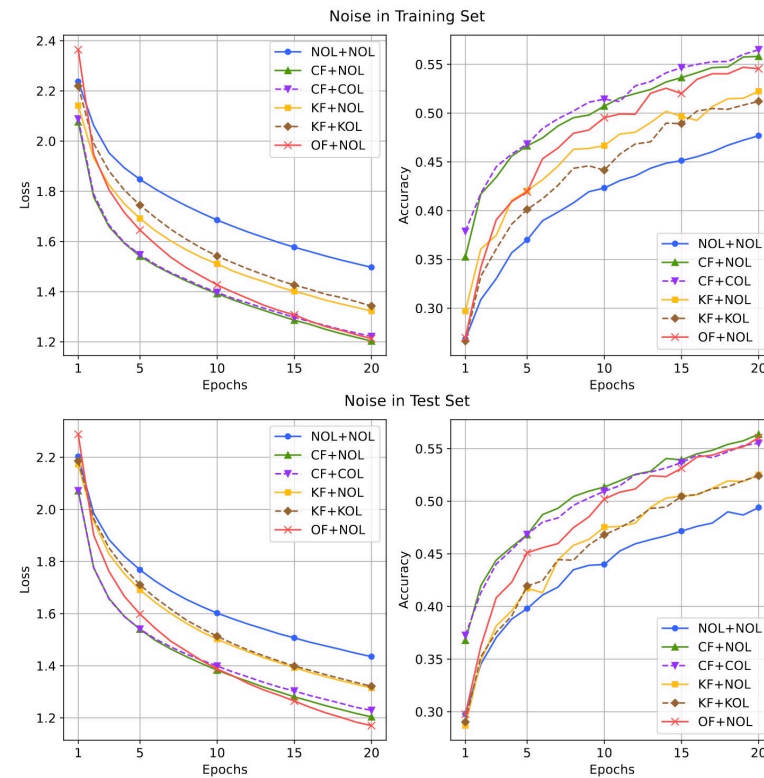 Noise in Training Set
2.4
2.2
2.0
1.8
1.6
1.4
1.2
Loss
1 5 10 15 20
Epochs
NOL+NOL
CF+NOL
CF+COL
KF+NOL
KF+KOL
OF+NOL
0.55
0.50
0.45
0.40
0.35
0.30
Accuracy
1 5 10 15 20
Epochs
NOL+NOL
CF+NOL
CF+COL
KF+NOL
KF+KOL
OF+NOL
Noise in Test Set
2.2
2.0
1.8
1.6
1.4
1.2
Loss
1 5 10 15 20
Epochs
NOL+NOL
CF+NOL
CF+COL
KF+NOL
KF+KOL
OF+NOL
0.55
0.50
0.45
0.40
0.35
0.30
Accuracy
1 5 10 15 20
Epochs
NOL+NOL
CF+NOL
CF+COL
KF+NOL
KF+KOL
OF+NOL